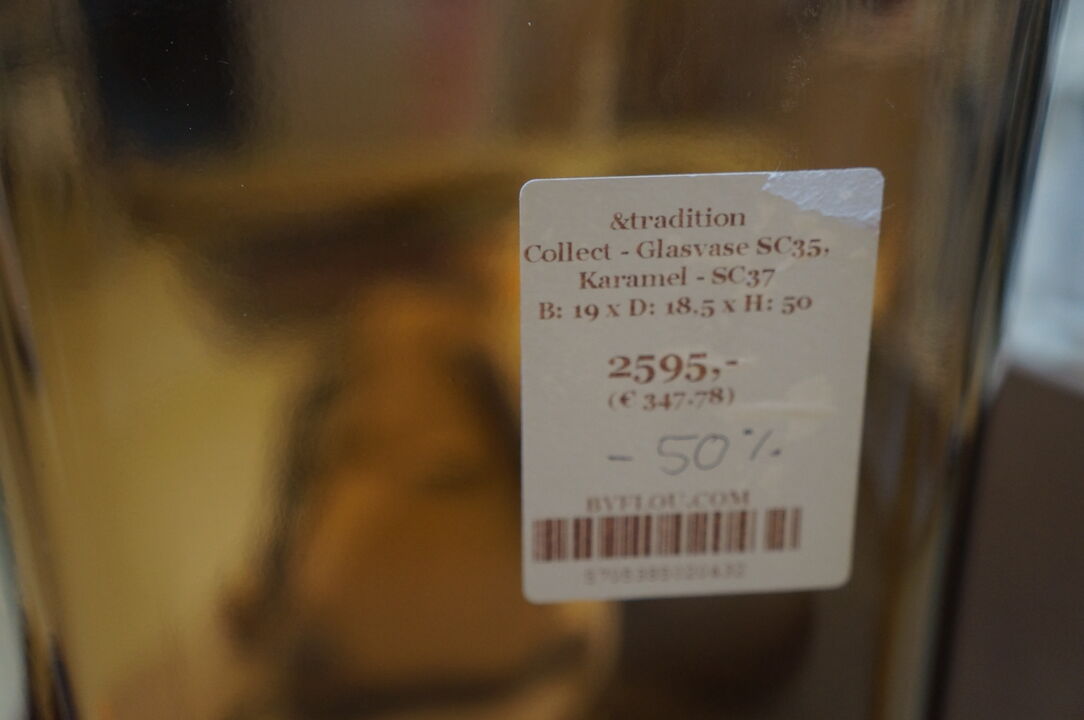 &tradition
Collect - Glasvase SC35,
Karamel - SC37
B: 19 x D: 18.5 x H: 50
2595,-
(€ 347.78)
- 50%
BYFLOU.COM